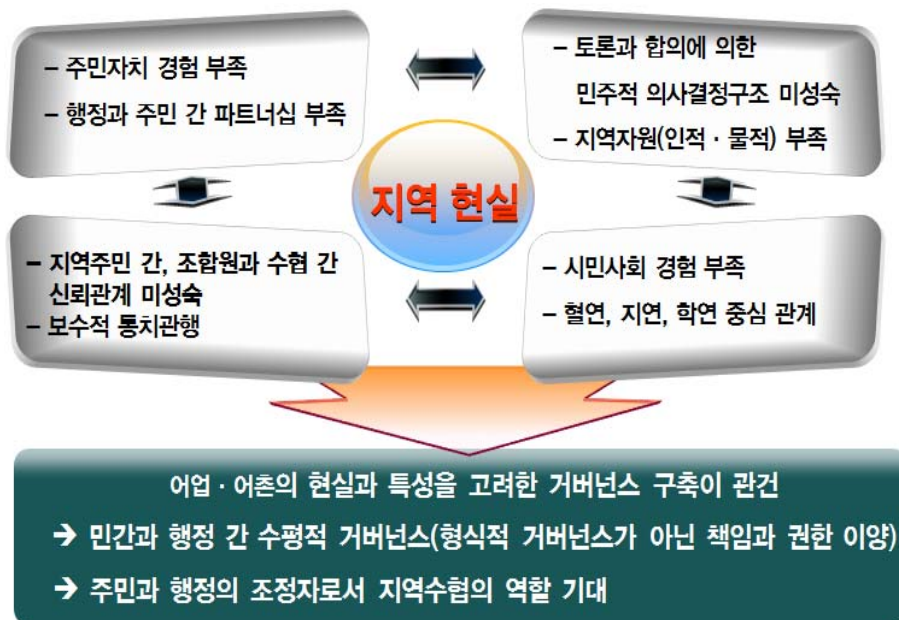 – 주민자치 경험 부족
– 행정과 주민 간 파트너십 부족
– 토론과 합의에 의한
민주적 의사결정구조 미성숙
– 지역자원(인적 · 물적) 부족
지역 현실
– 지역주민 간, 조합원과 수협 간
신뢰관계 미성숙
– 보수적 통치관행
– 시민사회 경험 부족
– 혈연, 지연, 학연 중심 관계
어업 · 어촌의 현실과 특성을 고려한 거버넌스 구축이 관건
→ 민간과 행정 간 수평적 거버넌스(형식적 거버넌스가 아닌 책임과 권한 이양)
→ 주민과 행정의 조정자로서 지역수협의 역할 기대